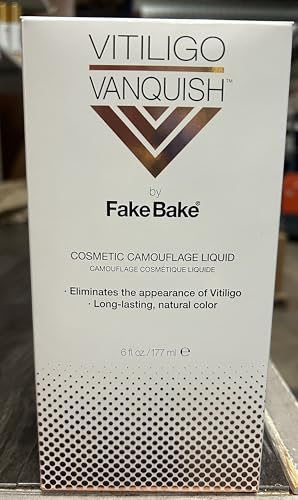 VITILIGO
VANQUISH™
by
Fake Bake®
COSMETIC CAMOUFLAGE LIQUID
CAMOUFLAGE COSMÉTIQUE LIQUIDE
· Eliminates the appearance of Vitiligo
· Long-lasting, natural color
6 fl oz. / 177 ml ℮